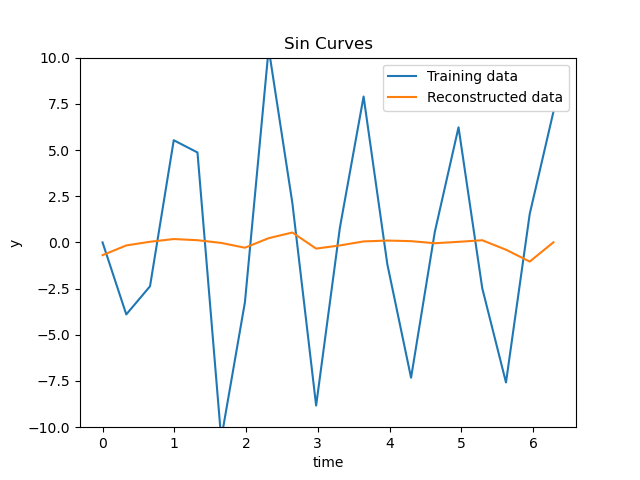 Sin Curves
Training data
Reconstructed data
10.0
7.5
5.0
2.5
0.0
−2.5
−5.0
−7.5
−10.0
y
0 1 2 3 4 5 6
time